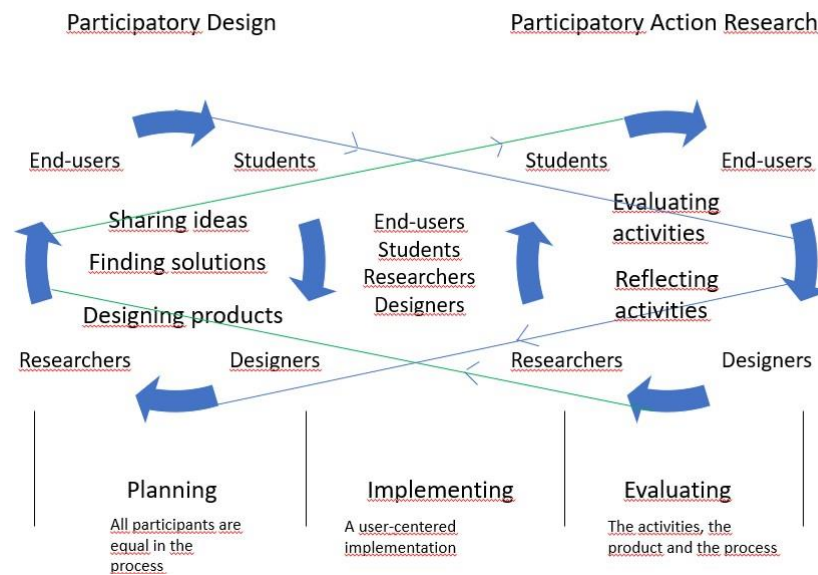 Participatory Design
Participatory Action Research
End-users
Students
Students
End-users
Sharing ideas
Finding solutions
Designing products
End-users
Students
Researchers
Designers
Evaluating
activities
Reflecting
activities
Researchers
Designers
Researchers
Designers
Planning
All participants are
equal in the
process
Implementing
A user-centered
implementation
Evaluating
The activities, the
product and the process